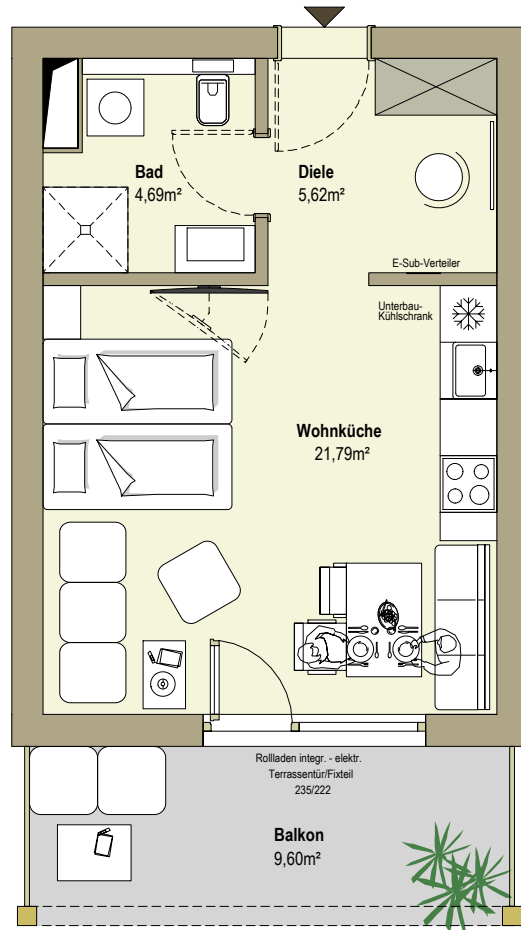 Bad
4,69m²
Diele
5,62m²
E-Sub-Verteiler
Unterbau-
Kühlschrank
Wohnküche
21,79m²
Rollladen integr. - elektr.
Terrassentür/Fixteil
235/222
Balkon
9,60m²